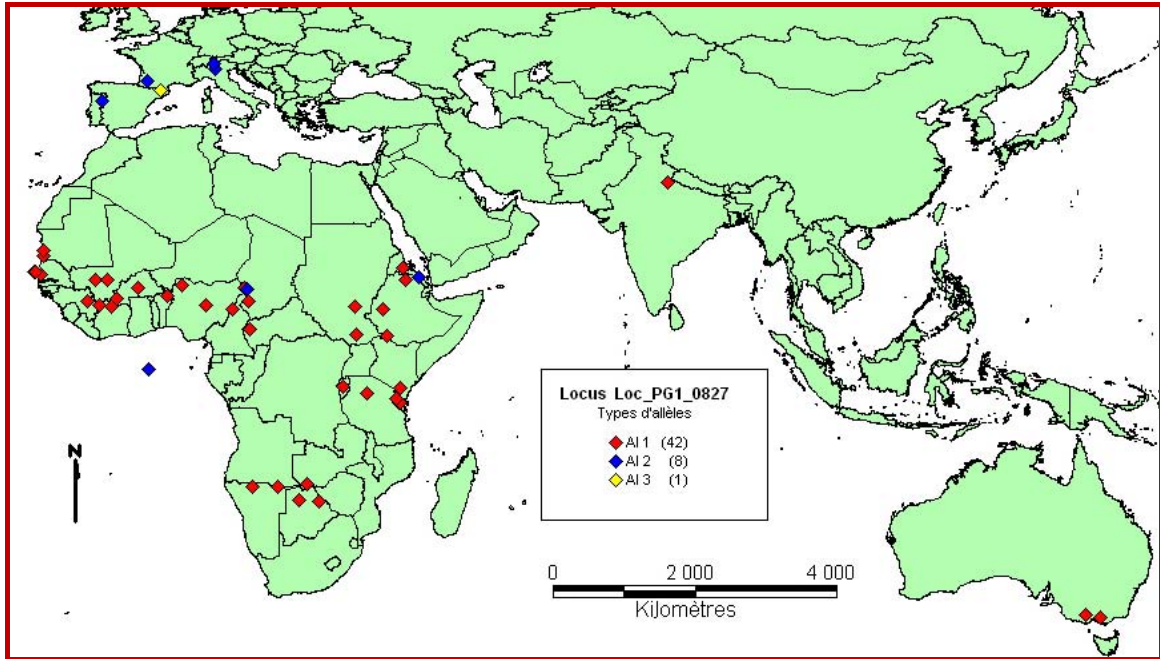 Locus Loc_PG1_0827
Types d'allèles
Al 1 (42)
Al 2 (8)
Al 3 (1)
N
0 2 000 4 000
Kilomètres